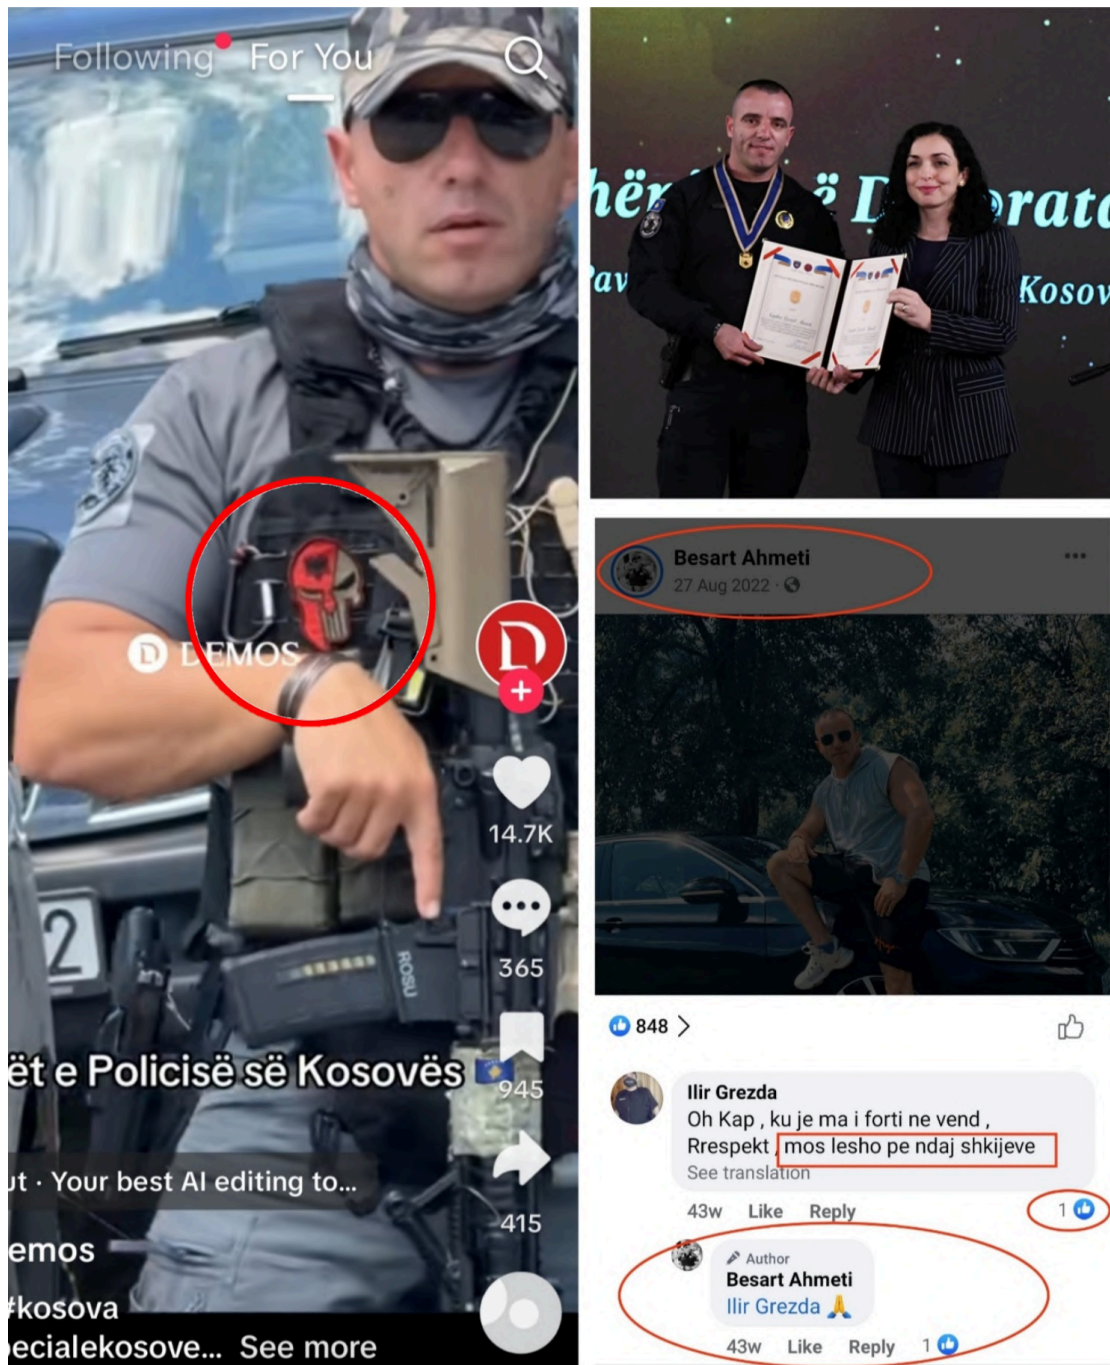 Following
For You
DEMOS
D
14.7K
365
ROSU
2
ët e Policisë së Kosovës
945
ut · Your best AI editing to...
415
emos
#kosova
pecialekosove... See more
Kosov
Besart Ahmeti
27 Aug 2022
848
Ilir Grezda
Oh Kap , ku je ma i forti ne vend ,
Rrespekt , mos lesho pe ndaj shkijeve
See translation
43w Like Reply 1
Author
Besart Ahmeti
Ilir Grezda 🙏
43w Like Reply 1